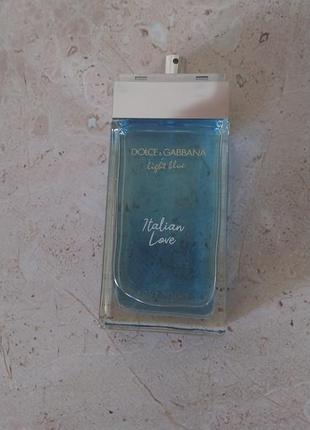 DOLCE & GABBANA
light blue
Italian
Love